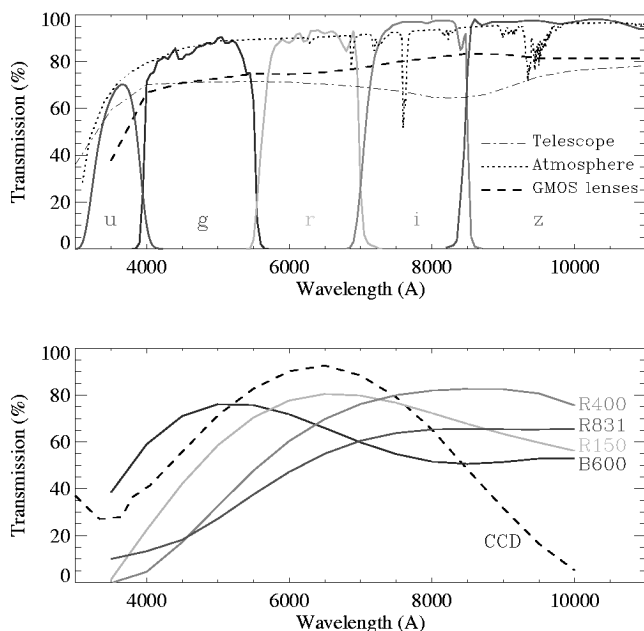 100
80
60
40
20
0
Transmission (%)
Telescope
Atmosphere
GMOS lenses
u g r i z
4000 6000 8000 10000
Wavelength (A)
100
80
60
40
20
0
Transmission (%)
R400
R831
R150
B600
CCD
4000 6000 8000 10000
Wavelength (A)